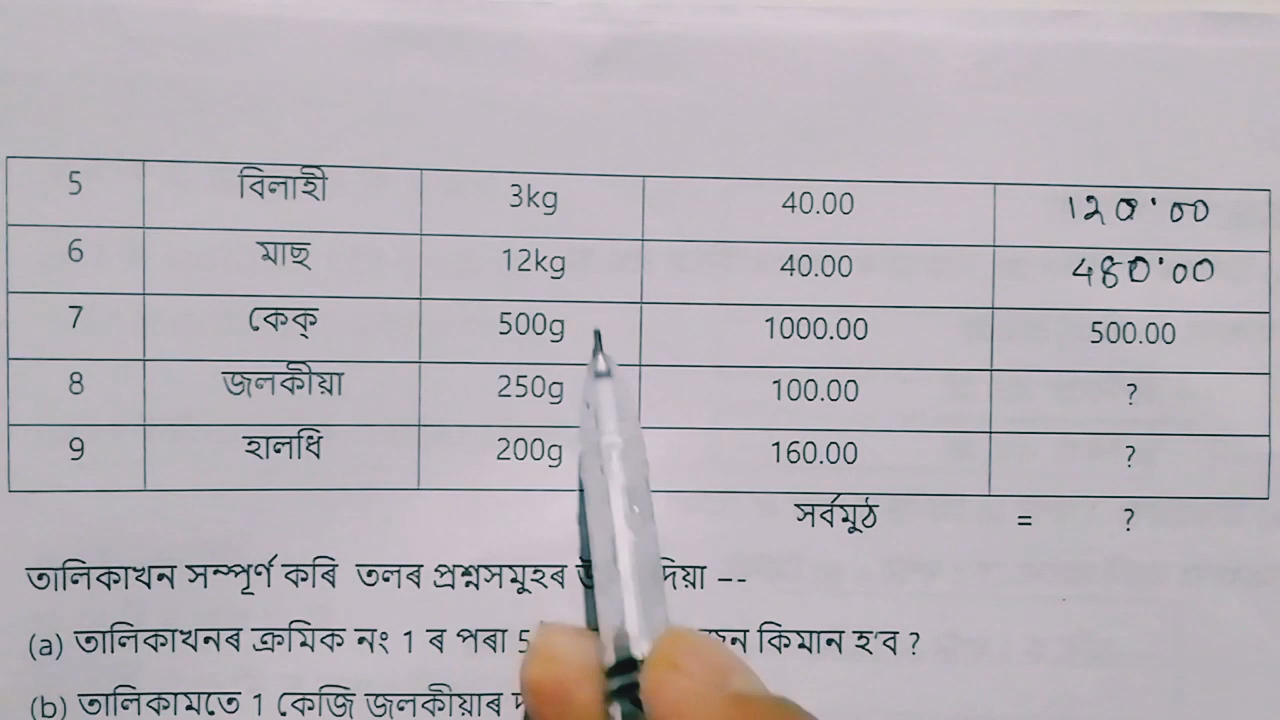 5 বিলাহী 3kg 40.00 120.00
6 মাছ 12kg 40.00 480.00
7 কেক্ 500g 1000.00 500.00
8 জলকীয়া 250g 100.00 ?
9 হালধি 200g 160.00 ?
সৰ্বমুঠ = ?
তালিকাখন সম্পূৰ্ণ কৰি তলৰ প্ৰশ্নসমূহৰ দিয়া --
(a) তালিকাখনৰ ক্ৰমিক নং 1 ৰ পৰা 5 কিমান হ'ব ?
(b) তালিকামতে 1 কেজি জলকীয়াৰ